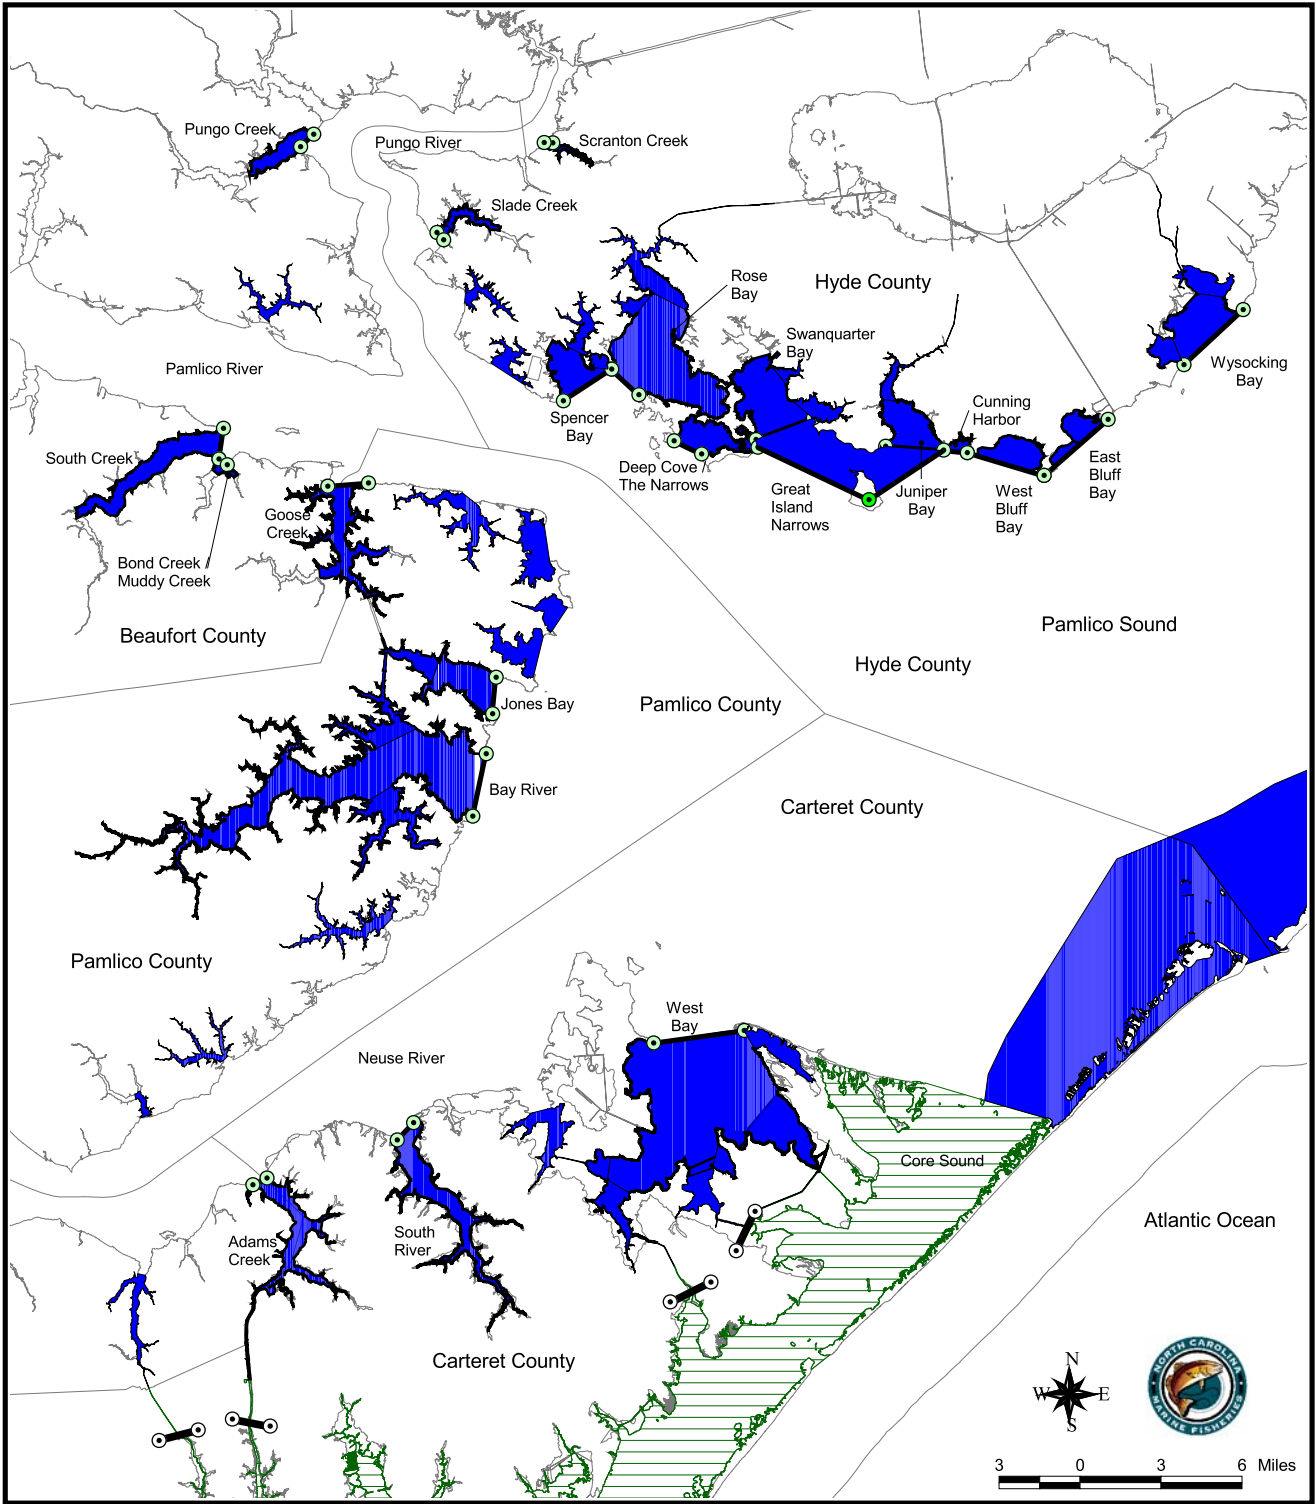 Pungo Creek
Pungo River
Scranton Creek
Slade Creek
Rose
Bay
Hyde County
Swanquarter
Bay
Pamlico River
Wysocking
Bay
Spencer
Bay
Cunning
Harbor
South Creek
Deep Cove /
The Narrows
East
Bluff
Bay
Great
Island
Narrows
Juniper
Bay
West
Bluff
Bay
Goose
Creek
Bond Creek /
Muddy Creek
Beaufort County
Pamlico Sound
Hyde County
Jones Bay
Pamlico County
Bay River
Carteret County
Pamlico County
West
Bay
Neuse River
Core Sound
Atlantic Ocean
Adams
Creek
South
River
Carteret County
N
W
E
S
NORTH CAROLINA
MARINE FISHERIES
3 0 3 6 Miles